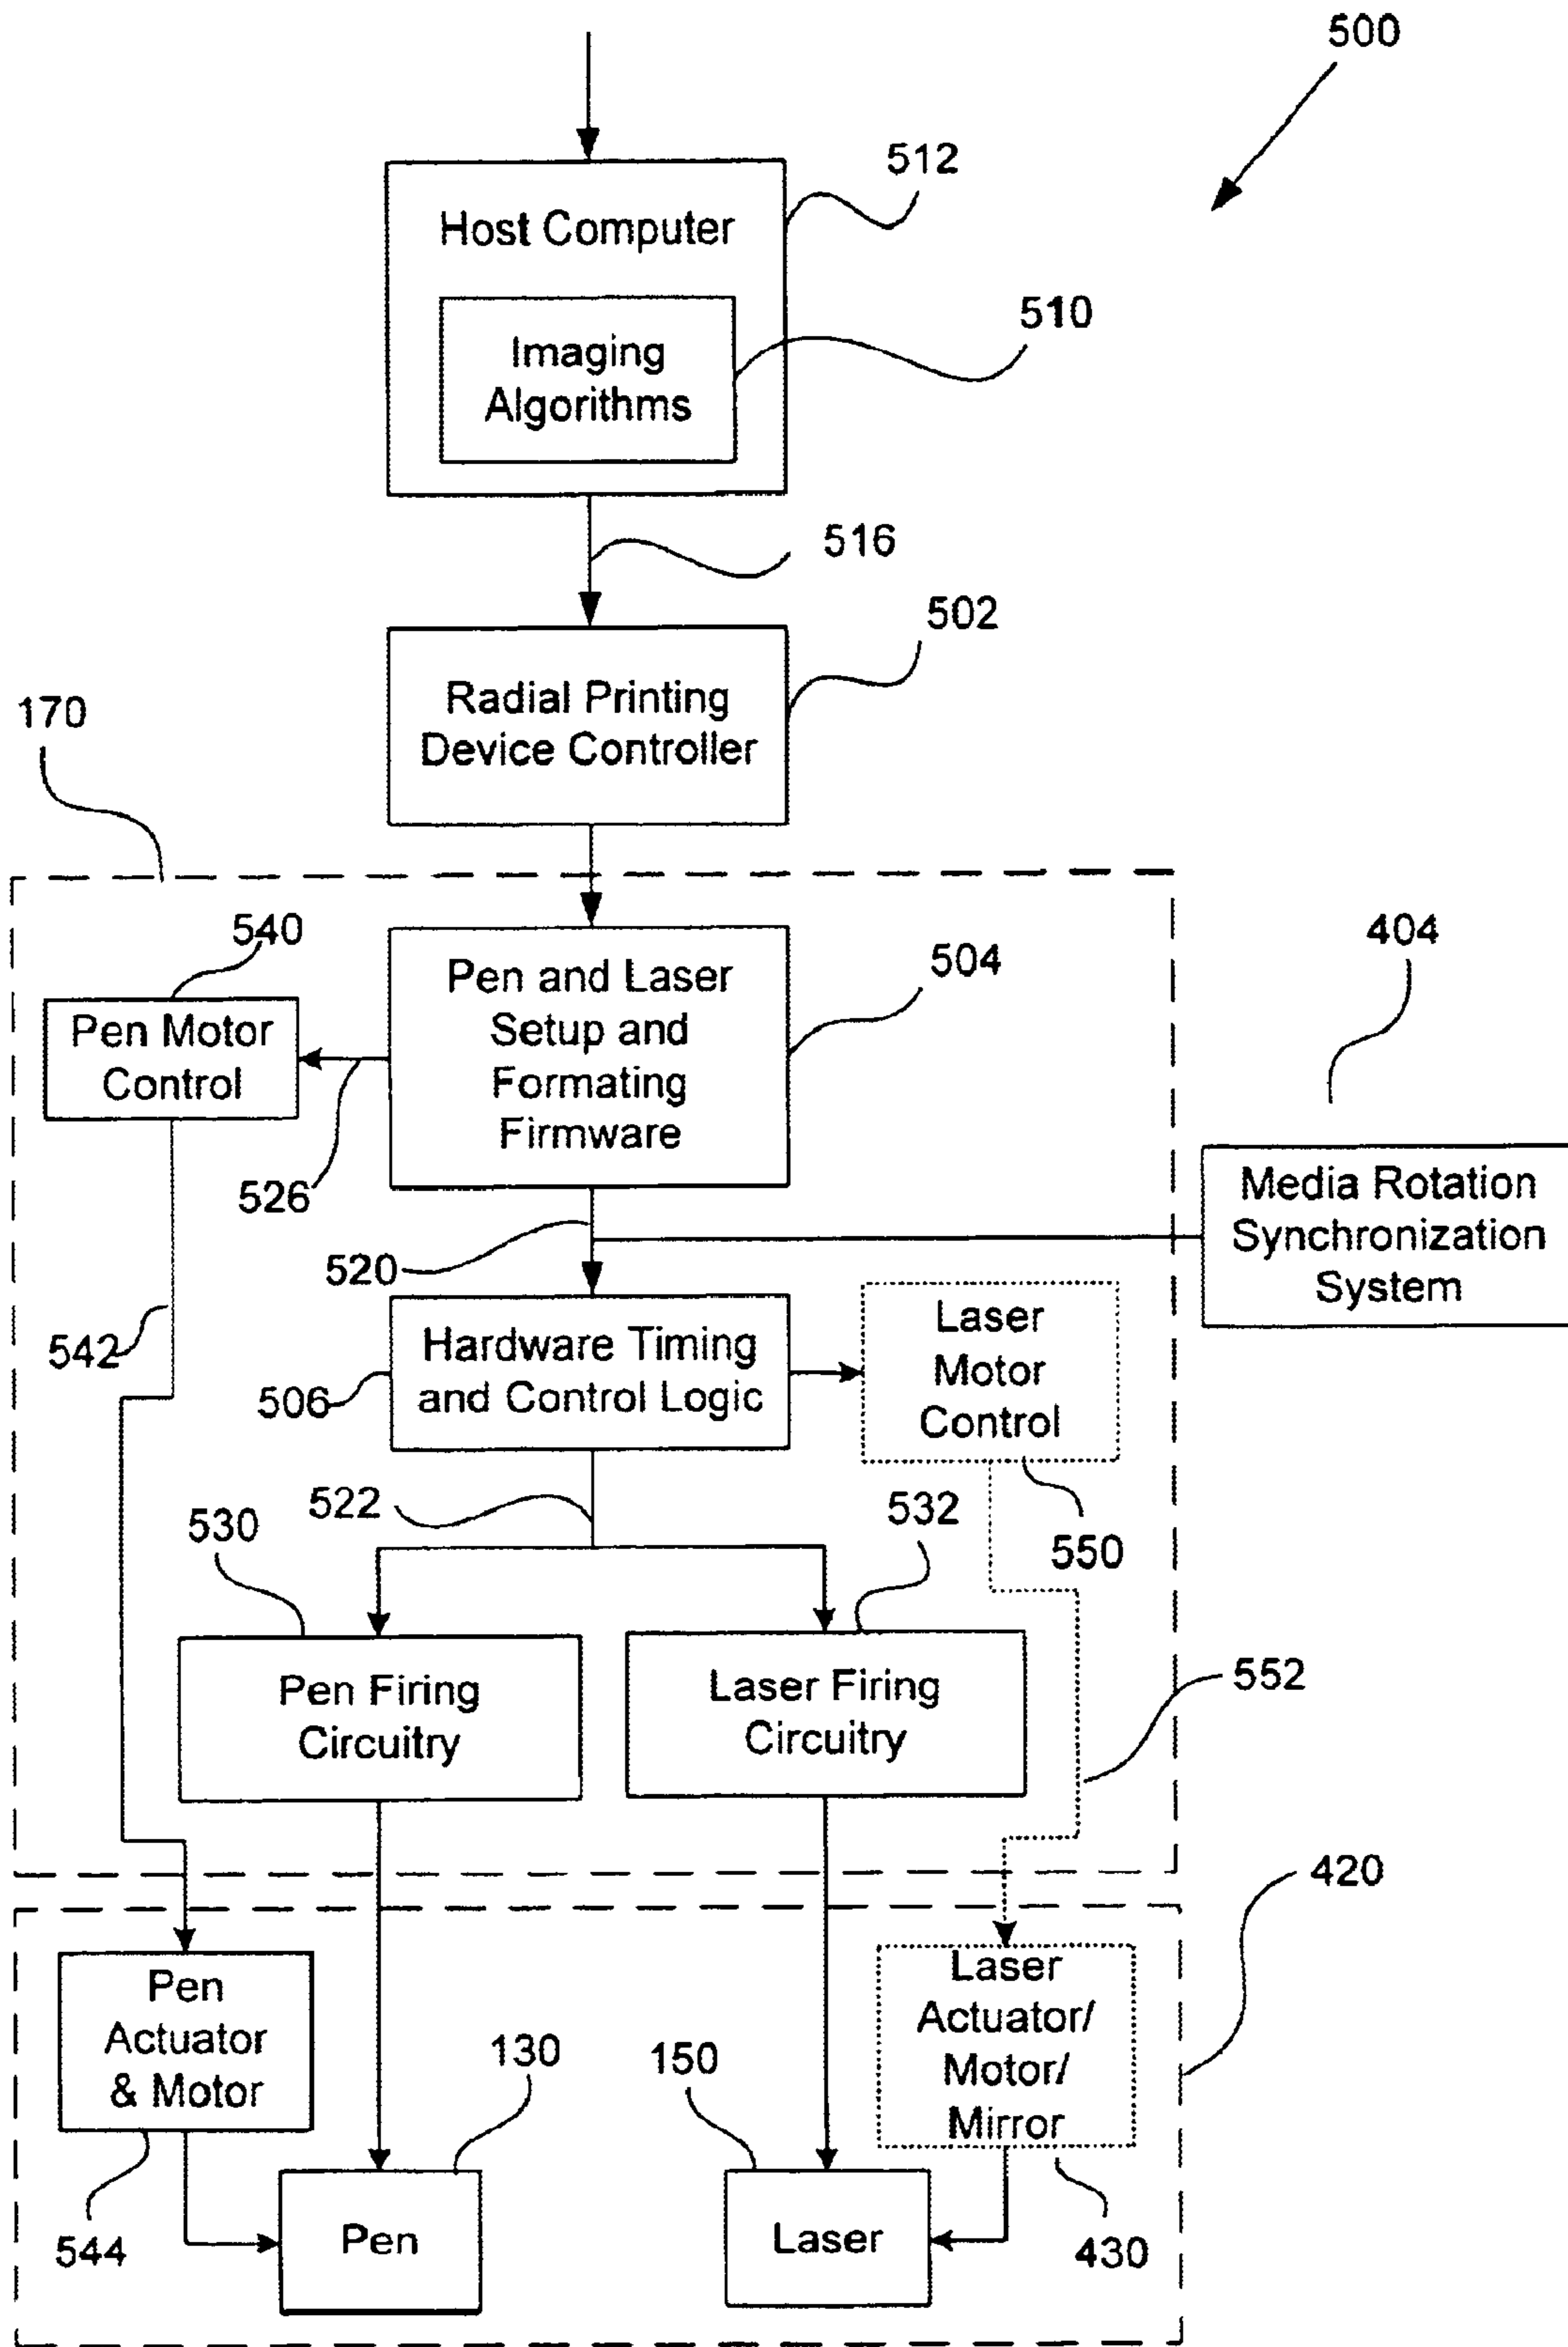 500
512
Host Computer
510
Imaging
Algorithms
516
502
Radial Printing
Device Controller
170
540
504
404
Pen and Laser
Setup and
Formating
Firmware
Pen Motor
Control
526
Media Rotation
Synchronization
System
520
542
Hardware Timing
and Control Logic
506
Laser
Motor
Control
522
530
532
550
Pen Firing
Circuitry
Laser Firing
Circuitry
552
420
Pen
Actuator
& Motor
Laser
Actuator/
Motor/
Mirror
130
150
544
Pen
Laser
430